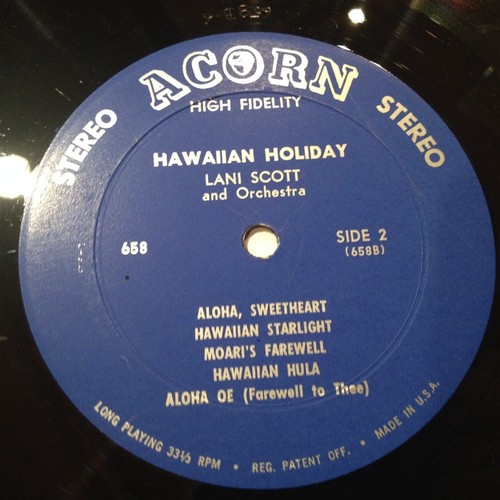 ACORN
HIGH FIDELITY
STEREO
STEREO
HAWAIIAN HOLIDAY
LANI SCOTT
and Orchestra
658
SIDE 2
(658B)
ALOHA, SWEETHEART
HAWAIIAN STARLIGHT
MOARI'S FAREWELL
HAWAIIAN HULA
ALOHA OE (Farewell to Thee)
LONG PLAYING 33⅓ RPM • REG. PATENT OFF. • MADE IN U.S.A.